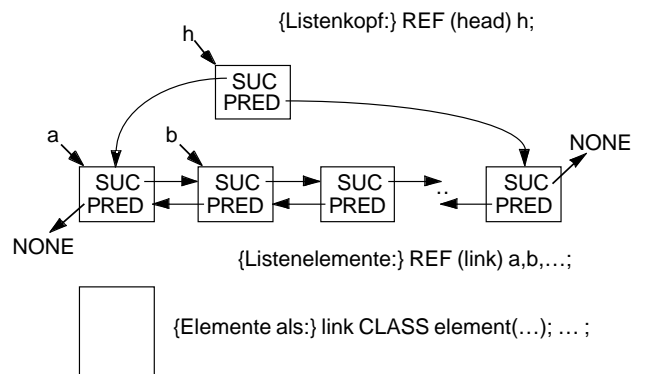 {Listenkopf:} REF (head) h;
h
SUC
PRED
a
b
NONE
SUC SUC SUC .. SUC
PRED PRED PRED PRED
NONE
{Listenelemente:} REF (link) a,b,…;
{Elemente als:} link CLASS element(…); … ;